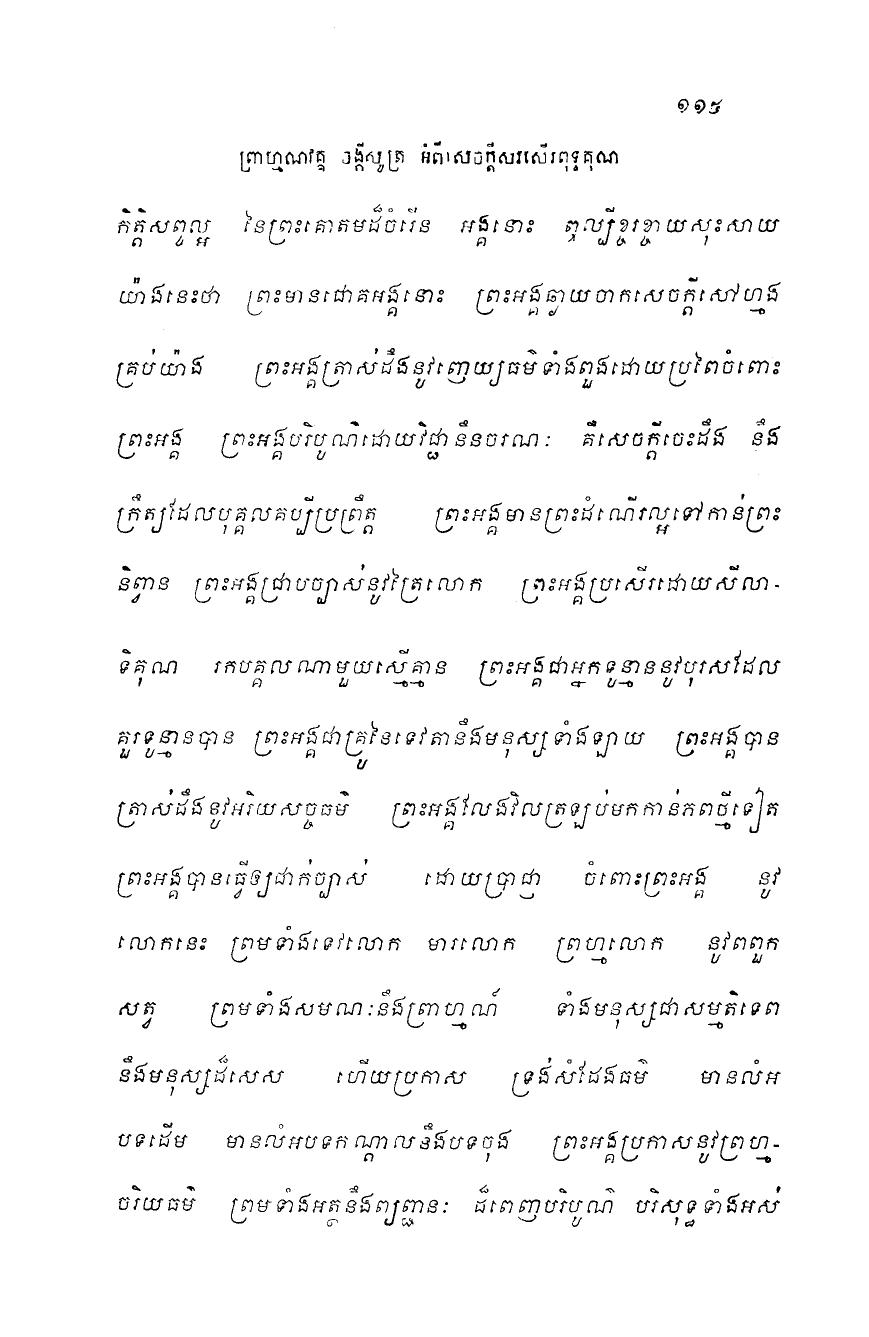 ១១៥
ព្រាហ្មណវគ្គ ចង្កីសូត្រ អំពីសេចក្តីសរសើរពុទ្ធគុណ
កិត្តិសព្ទល្អ នៃព្រះគោតមដ៏ចំរើន អង្គនោះ ពួល្បីខ្ចរខ្ចាយសុះសាយ
យ៉ាងនេះថា ព្រះមានជោគអង្គនោះ ព្រះអង្គឆ្ងាយចាកសេចក្តីសៅហ្មង
គ្រប់យ៉ាង ព្រះអង្គត្រាស់ដឹងនូវញេយ្យធម៌ទាំងពួងដោយប្រពៃចំពោះ
ព្រះអង្គ ព្រះអង្គបរិបូណ៌ដោយវិជ្ជានឹនចរណៈ គឺសេចក្តីចេះដឹង នឹង
ក្រឹត្យដែលបុគ្គលគប្បីប្រព្រឹត្ត ព្រះអង្គមានព្រះដំណើរល្អទៅកាន់ព្រះ
និព្វាន ព្រះអង្គជ្រាបច្បាស់នូវត្រៃលោក ព្រះអង្គប្រសើរដោយសីលា-
ទិគុណ រកបគ្គលណាមួយស្មើគ្មាន ព្រះអង្គជាអ្នកទូន្មាននូវបុរសដែល
គួរទូន្មានបាន ព្រះអង្គជាគ្រូនៃទេវតានឹងមនុស្សទាំងឡាយ ព្រះអង្គបាន
ត្រាស់ដឹងនូវអរិយសច្ចធម៌ ព្រះអង្គលែងវិលត្រឡប់មកកាន់ភពថ្មីទៀត
ព្រះអង្គបានធ្វើឲ្យជាក់ច្បាស់ ដោយប្រាជ្ញា ចំពោះព្រះអង្គ នូវ
លោកនេះ ព្រមទាំងទេវលោក មារលោក ព្រហ្មលោក នូវពពួក
សត្វ ព្រមទាំងសមណៈនឹងព្រាហ្មណ៍ ទាំងមនុស្សជាសម្មតិទេព
នឹងមនុស្សដ៏សេស ហើយប្រកាស ទ្រង់សំដែងធម៌ មានលំអ
បទដើម មានលំអបទកណ្តាលនឹងបទចុង ព្រះអង្គប្រកាសនូវព្រហ្ម-
ចរិយធម៌ ព្រមទាំងអត្ថនឹងព្យញ្ជនៈ ដ៏ពេញបរិបូណ៌ បរិសុទ្ធទាំងអស់